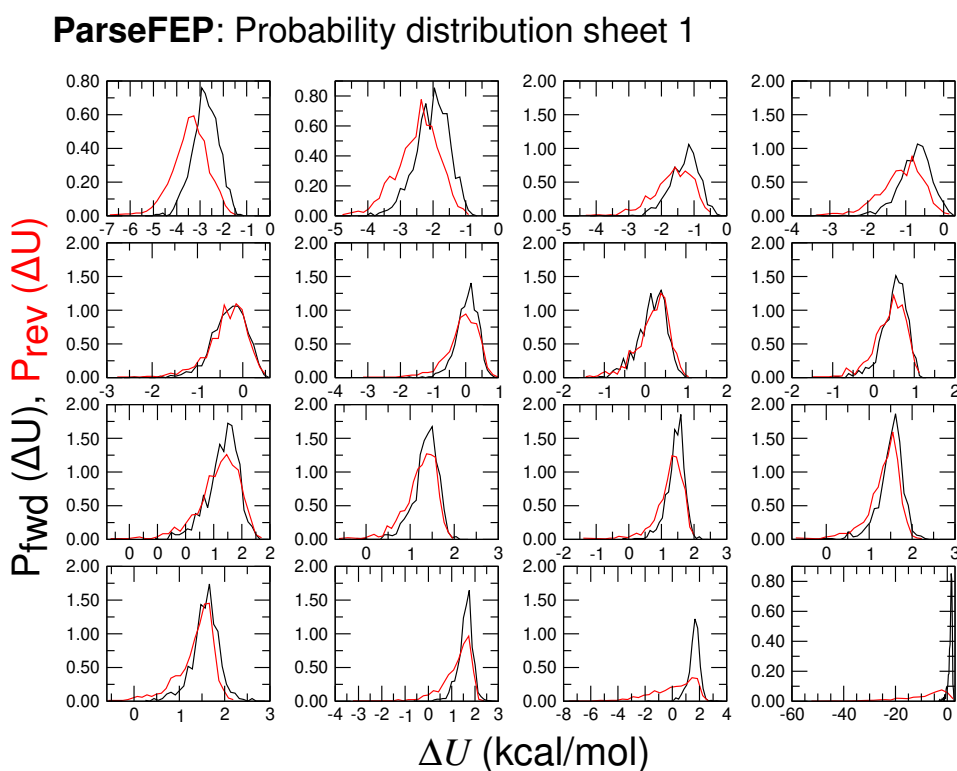 ParseFEP: Probability distribution sheet 1
Pfwd (ΔU), Prev (ΔU)
0.80 0.60 0.40 0.20 0.00
-7 -6 -5 -4 -3 -2 -1 0
0.80 0.60 0.40 0.20 0.00
-5 -4 -3 -2 -1 0
2.00 1.50 1.00 0.50 0.00
-5 -4 -3 -2 -1 0
2.00 1.50 1.00 0.50 0.00
-4 -3 -2 -1 0
2.00 1.50 1.00 0.50 0.00
-3 -2 -1 0
2.00 1.50 1.00 0.50 0.00
-4 -3 -2 -1 0 1
2.00 1.50 1.00 0.50 0.00
-2 -1 0 1 2
2.00 1.50 1.00 0.50 0.00
-2 -1 0 1 2
2.00 1.50 1.00 0.50 0.00
0 0 0 1 2 2
2.00 1.50 1.00 0.50 0.00
0 1 2 3
2.00 1.50 1.00 0.50 0.00
-2 -1 0 1 2 3
2.00 1.50 1.00 0.50 0.00
0 1 2 3
2.00 1.50 1.00 0.50 0.00
0 1 2 3
2.00 1.50 1.00 0.50 0.00
-4 -3 -2 -1 0 1 2 3
2.00 1.50 1.00 0.50 0.00
-8 -6 -4 -2 0 2 4
0.80 0.60 0.40 0.20 0.00
-60 -40 -20 0
ΔU (kcal/mol)